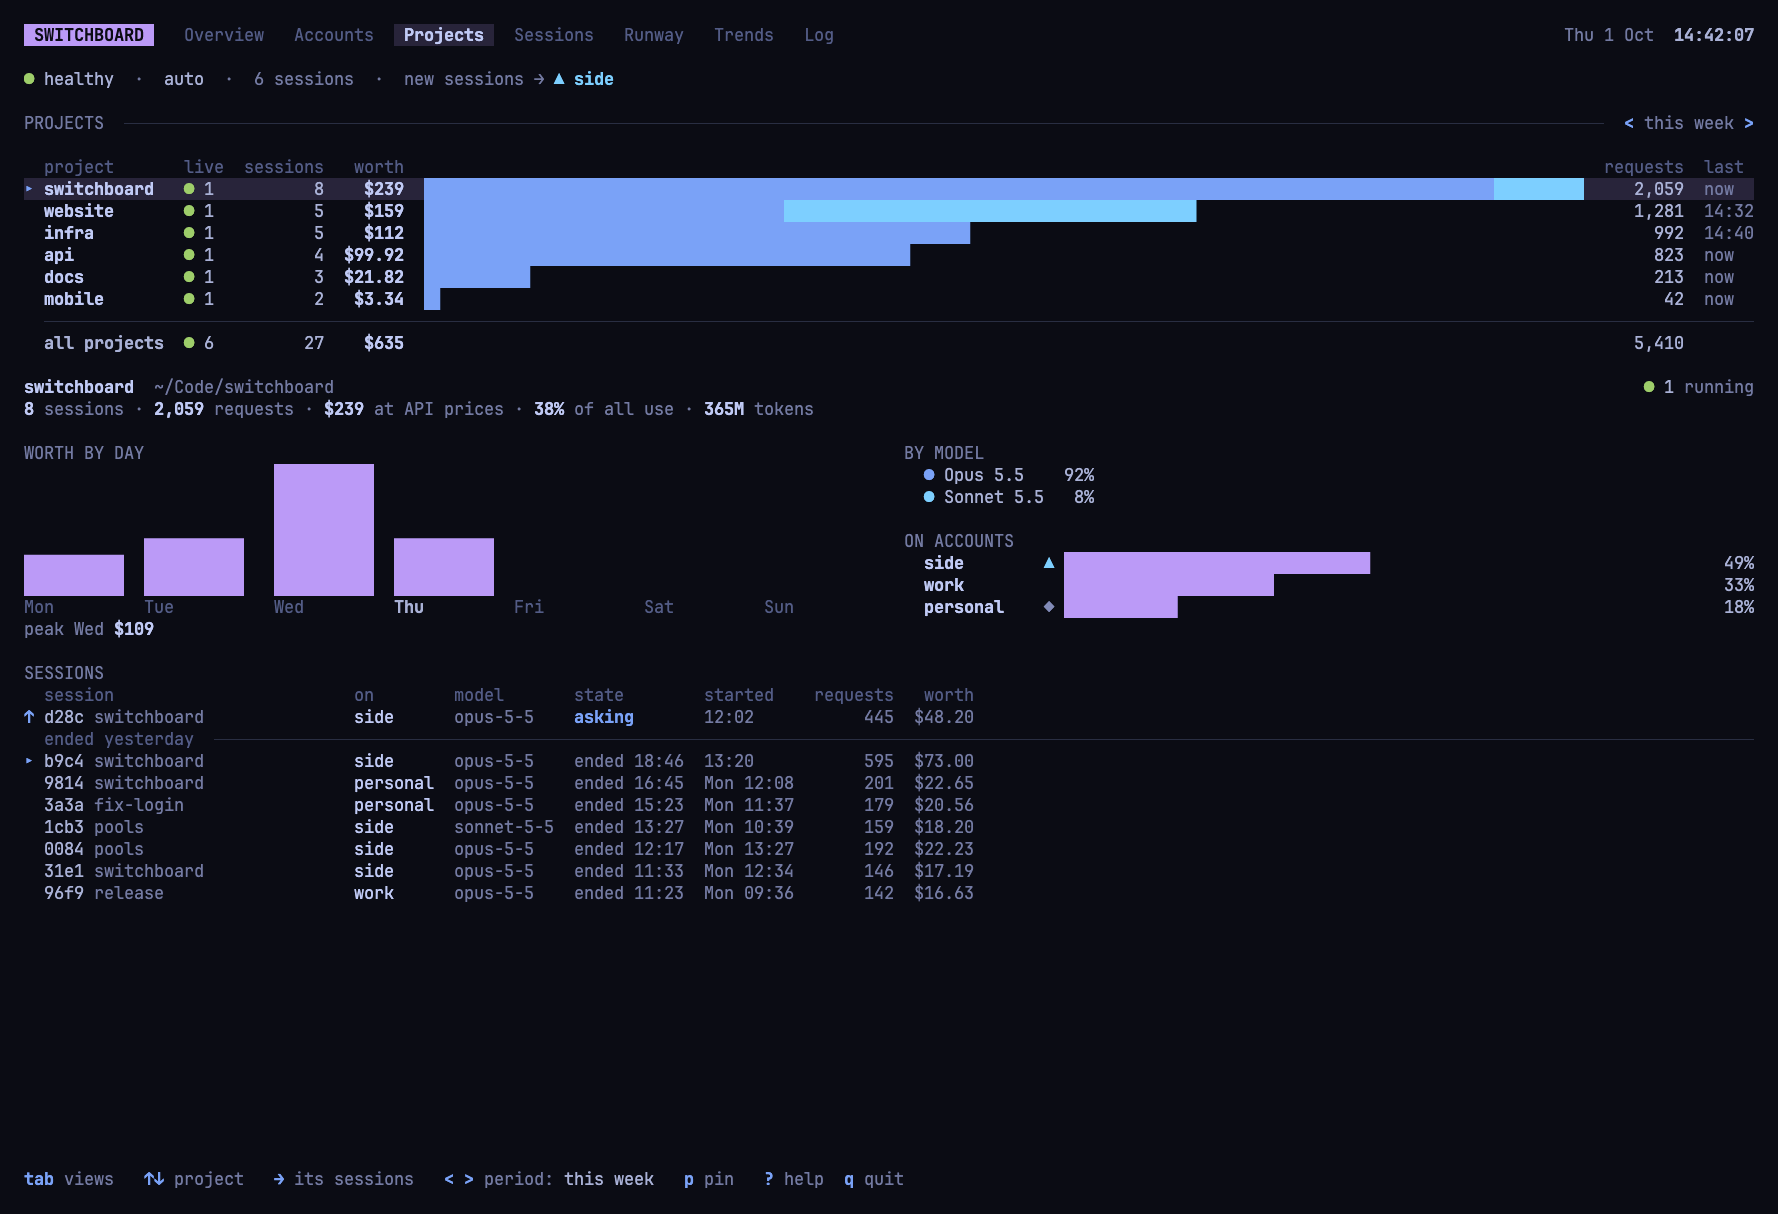 SWITCHBOARD Overview Accounts Projects Sessions Runway Trends Log Thu 1 Oct 14:42:07
● healthy · auto · 6 sessions · new sessions → ▲ side
PROJECTS < this week >
project live sessions worth requests last
▸ switchboard ● 1 8 $239 2,059 now
website ● 1 5 $159 1,281 14:32
infra ● 1 5 $112 992 14:40
api ● 1 4 $99.92 823 now
docs ● 1 3 $21.82 213 now
mobile ● 1 2 $3.34 42 now
all projects ● 6 27 $635 5,410
switchboard ~/Code/switchboard ● 1 running
8 sessions · 2,059 requests · $239 at API prices · 38% of all use · 365M tokens
WORTH BY DAY
Mon Tue Wed Thu Fri Sat Sun
peak Wed $109
BY MODEL
● Opus 5.5 92%
● Sonnet 5.5 8%
ON ACCOUNTS
side ▲ 49%
work 33%
personal ◆ 18%
SESSIONS
session on model state started requests worth
↑ d28c switchboard side opus-5-5 asking 12:02 445 $48.20
ended yesterday
▸ b9c4 switchboard side opus-5-5 ended 18:46 13:20 595 $73.00
9814 switchboard personal opus-5-5 ended 16:45 Mon 12:08 201 $22.65
3a3a fix-login personal opus-5-5 ended 15:23 Mon 11:37 179 $20.56
1cb3 pools side sonnet-5-5 ended 13:27 Mon 10:39 159 $18.20
0084 pools side opus-5-5 ended 12:17 Mon 13:27 192 $22.23
31e1 switchboard side opus-5-5 ended 11:33 Mon 12:34 146 $17.19
96f9 release work opus-5-5 ended 11:23 Mon 09:36 142 $16.63
tab views ↑↓ project → its sessions < > period: this week p pin ? help q quit